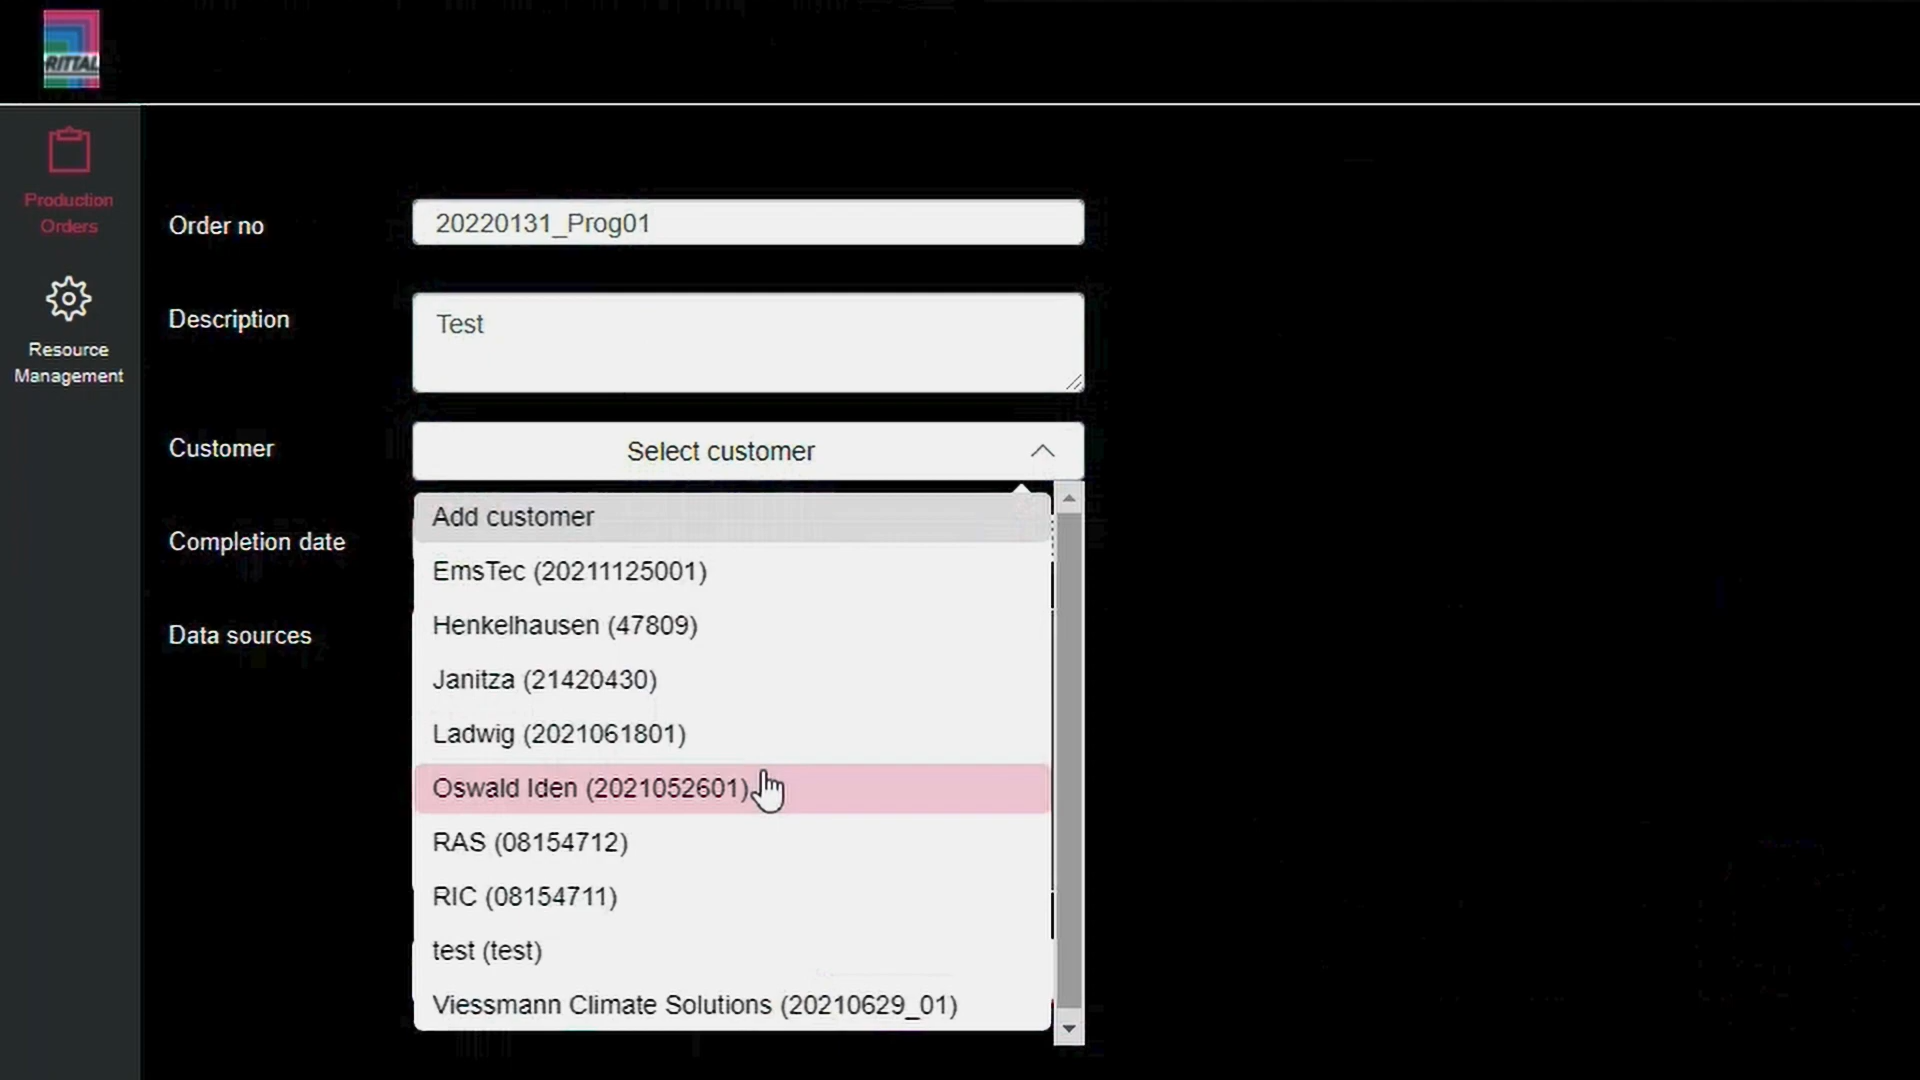 RITTAL
Production
Orders
Resource
Management
Order no
20220131_Prog01
Description
Test
Customer
Select customer
Add customer
Completion date
EmsTec (20211125001)
Henkelhausen (47809)
Data sources
Janitza (21420430)
Ladwig (2021061801)
Oswald Iden (2021052601)
RAS (08154712)
RIC (08154711)
test (test)
Viessmann Climate Solutions (20210629_01)